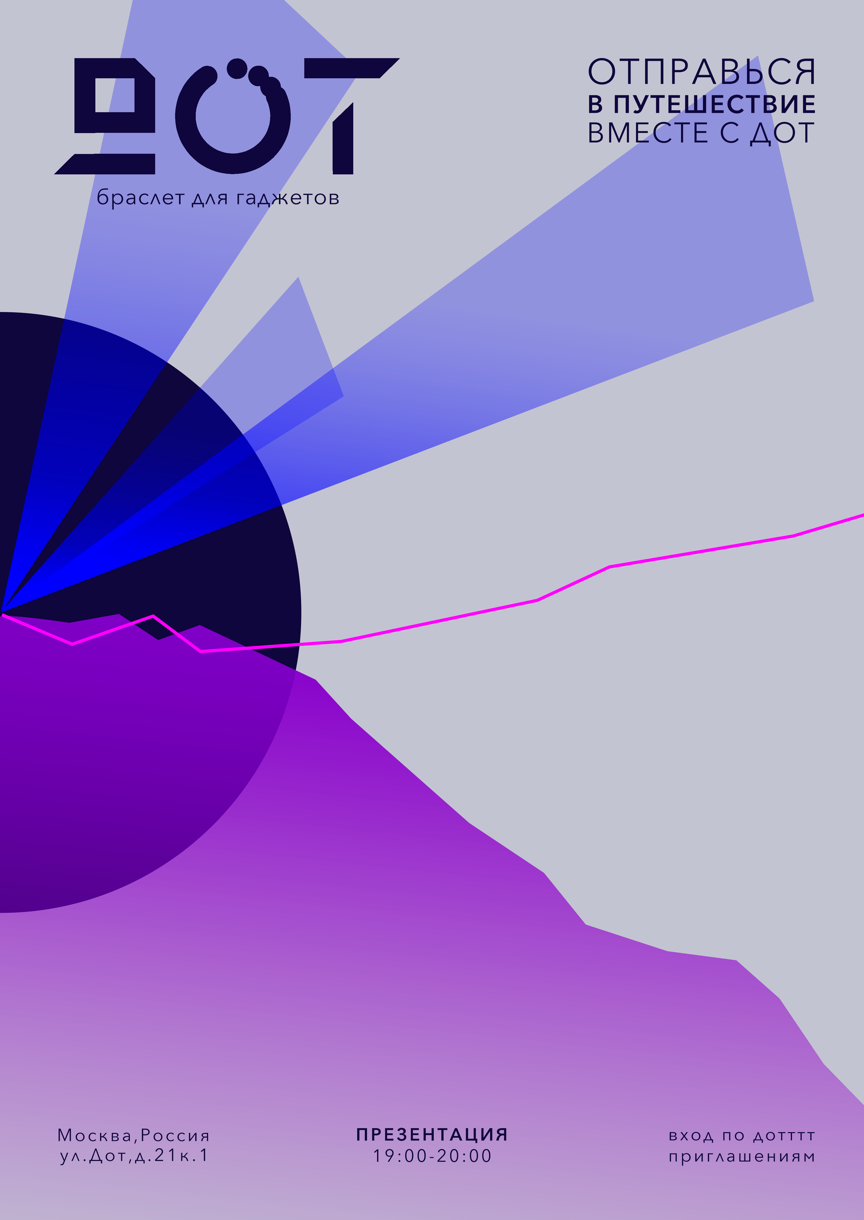 ДОТ
браслет для гаджетов
ОТПРАВЬСЯ
В ПУТЕШЕСТВИЕ
ВМЕСТЕ С ДОТ
Москва,Россия
ул.Дот,д.21к.1
ПРЕЗЕНТАЦИЯ
19:00-20:00
вход по дотттт
приглашениям